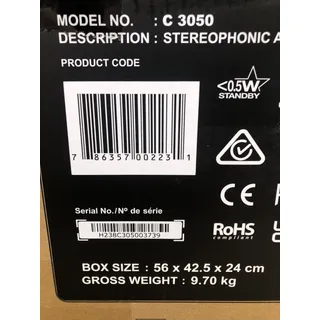 MODEL NO. : C 3050
DESCRIPTION : STEREOPHONIC A
PRODUCT CODE
<0.5W
STANDBY
7 86357 00223 1
CE
Serial No./Nº de série
H238C305003739
RoHS
compliant
BOX SIZE : 56 x 42.5 x 24 cm
GROSS WEIGHT : 9.70 kg